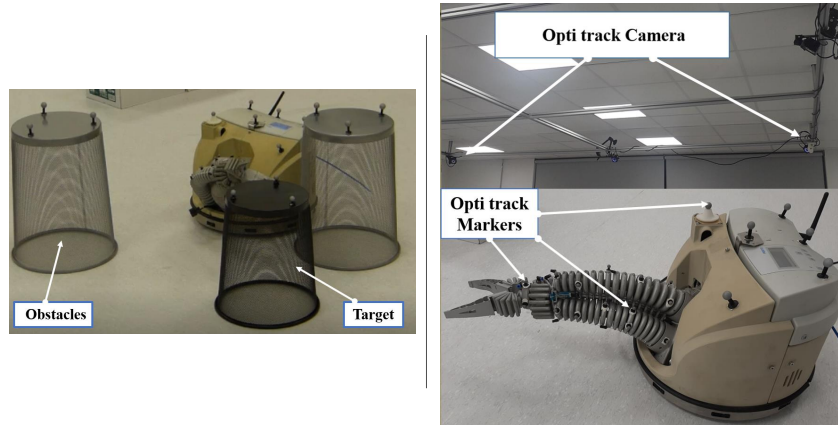 Obstacles
Target
Opti track Camera
Opti track
Markers